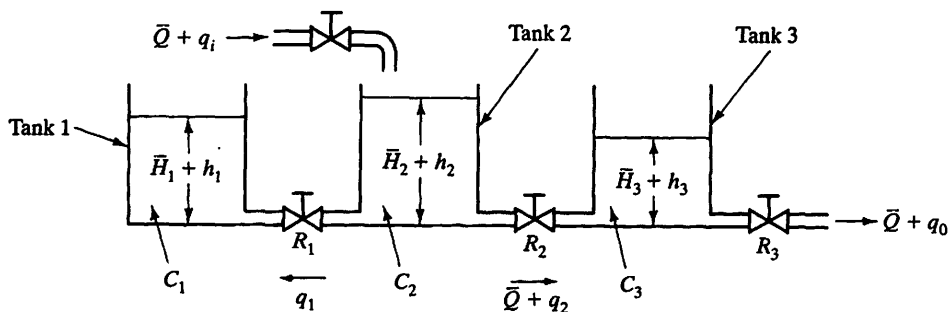 Q̄ + qᵢ
Tank 2
Tank 3
Tank 1
H̄₁ + h₁
H̄₂ + h₂
H̄₃ + h₃
R₁
R₂
R₃
Q̄ + q₀
C₁
q₁
C₂
Q̄ + q₂
C₃